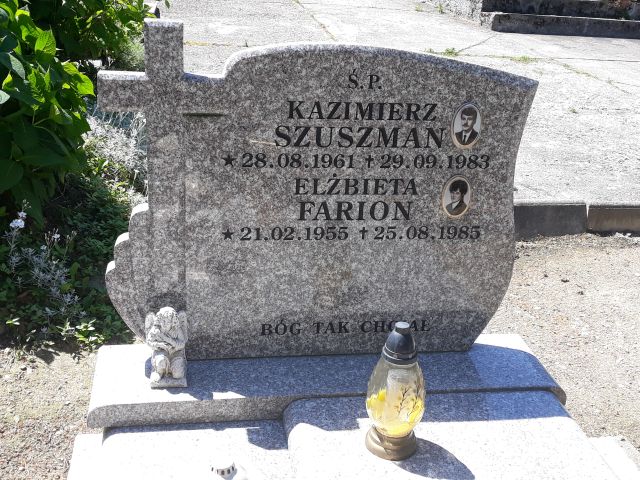 Ś.P.
KAZIMIERZ
SZUSZMAN
★ 28.08.1961 † 29.09.1983
ELŻBIETA
FARION
★ 21.02.1955 † 25.08.1985
BÓG TAK CHCIAŁ